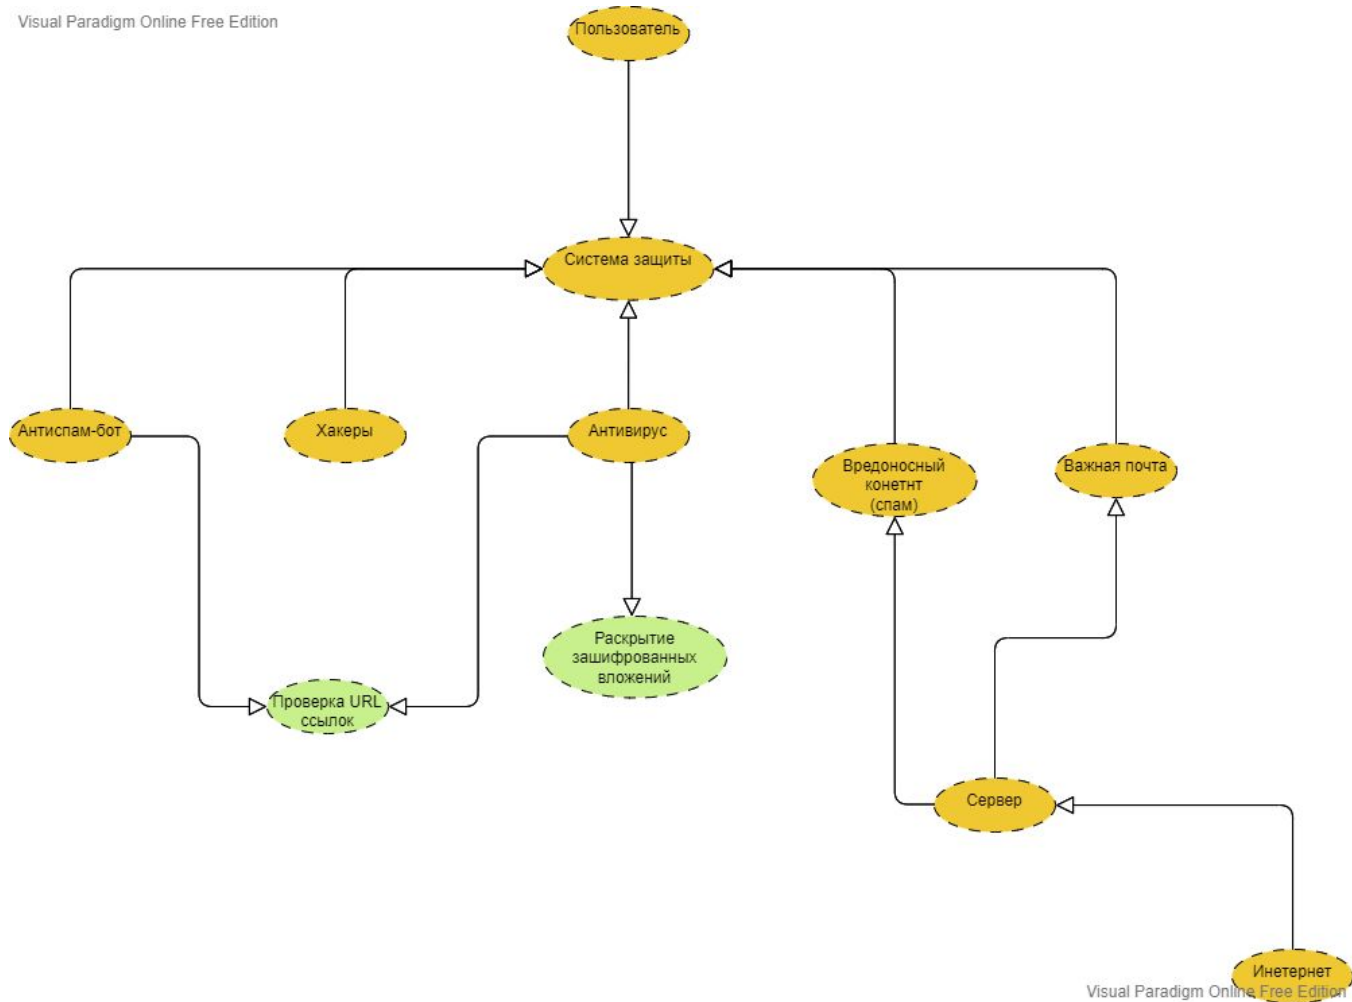 Visual Paradigm Online Free Edition
Пользователь
Система защиты
Антиспам-бот
Хакеры
Антивирус
Вредоносный
конетнт
(спам)
Важная почта
Раскрытие
зашифрованных
вложений
Проверка URL
ссылок
Сервер
Инетернет
Visual Paradigm Online Free Edition